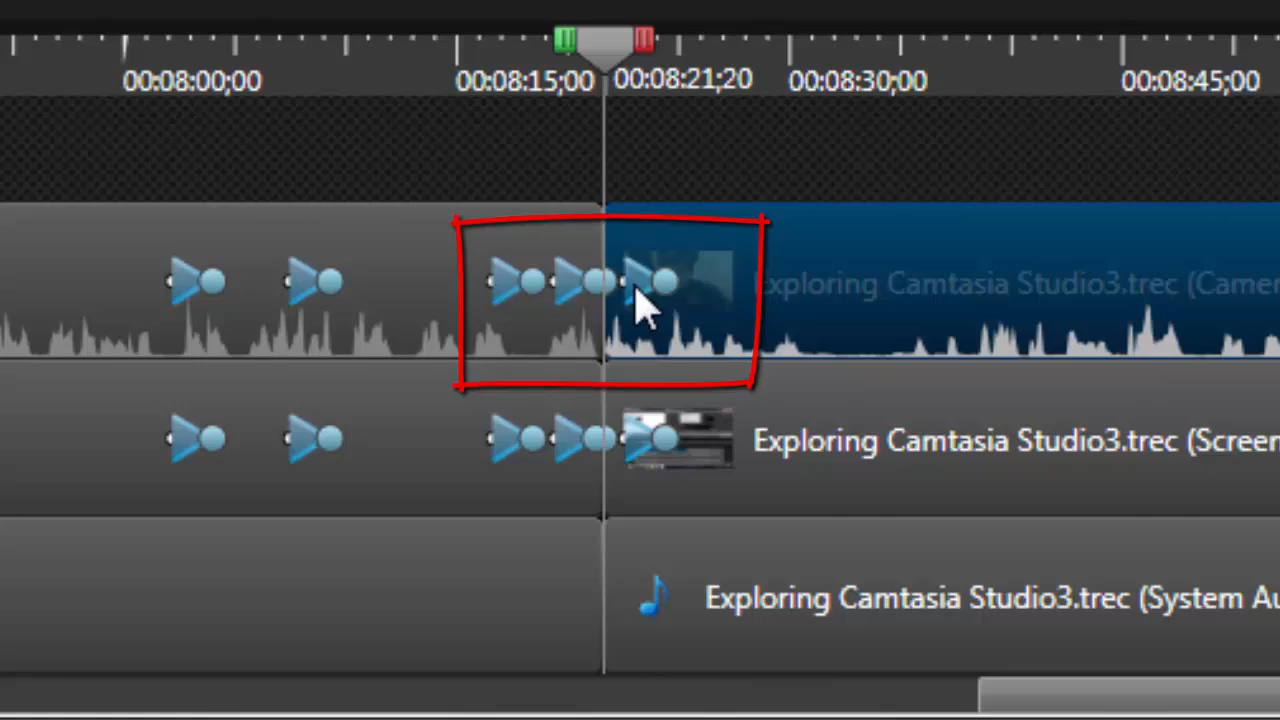 00:08:00;00 00:08:15;00 00:08:21;20 00:08:30;00 00:08:45;00
Exploring Camtasia Studio3.trec (Camer
Exploring Camtasia Studio3.trec (Screen
Exploring Camtasia Studio3.trec (System Au